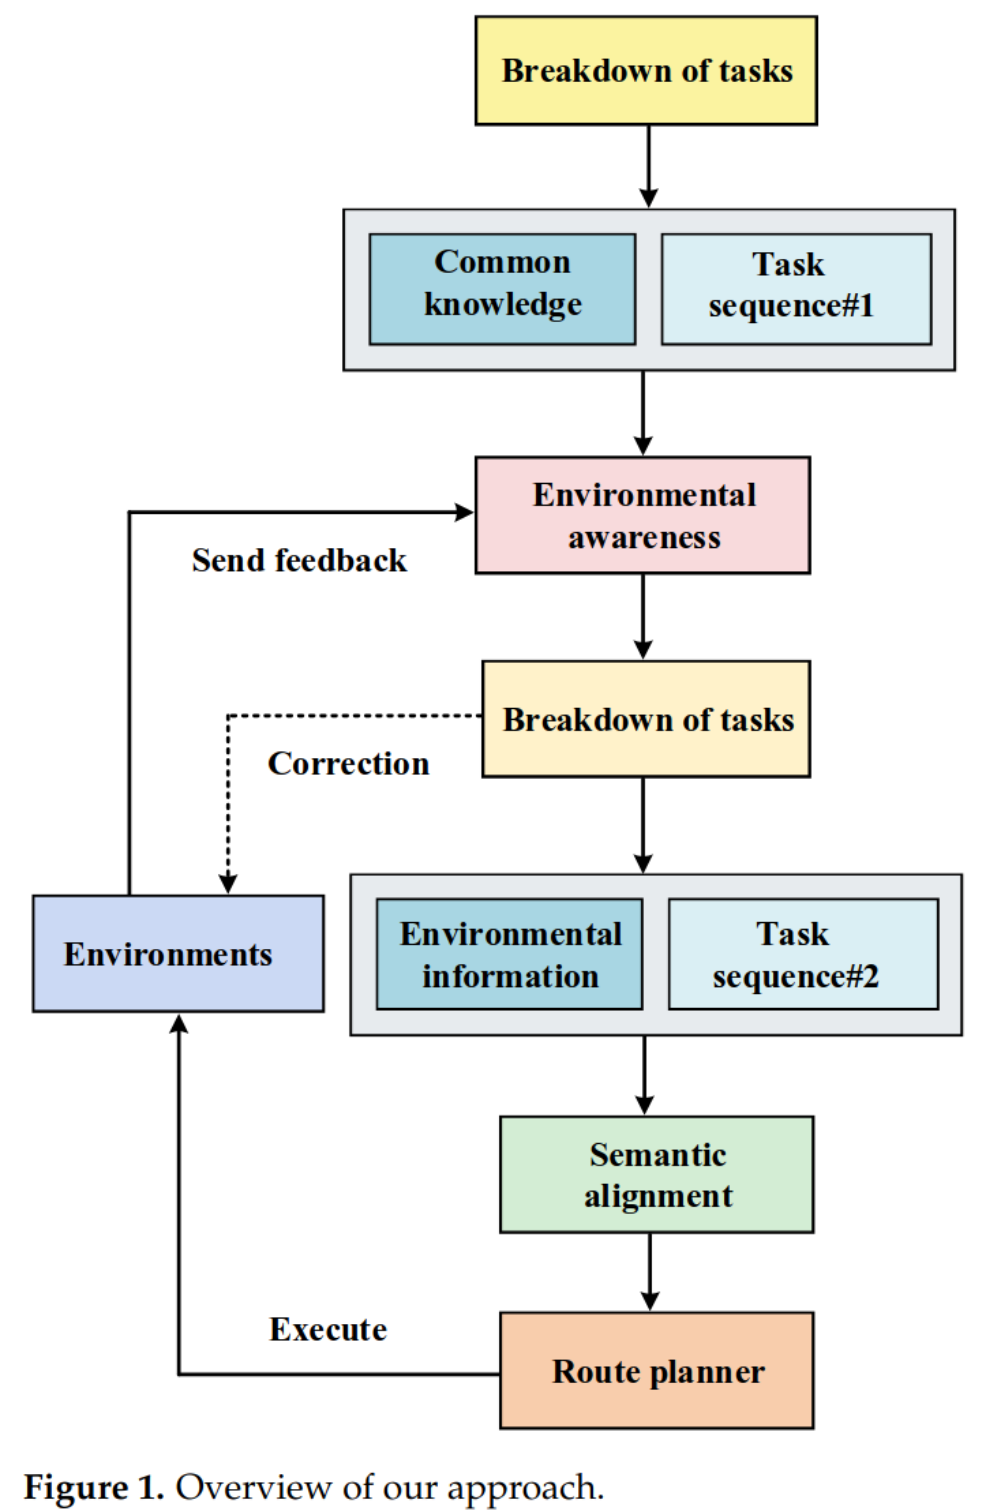 Breakdown of tasks
Common
knowledge
Task
sequence#1
Environmental
awareness
Send feedback
Breakdown of tasks
Correction
Environments
Environmental
information
Task
sequence#2
Semantic
alignment
Execute
Route planner
Figure 1. Overview of our approach.